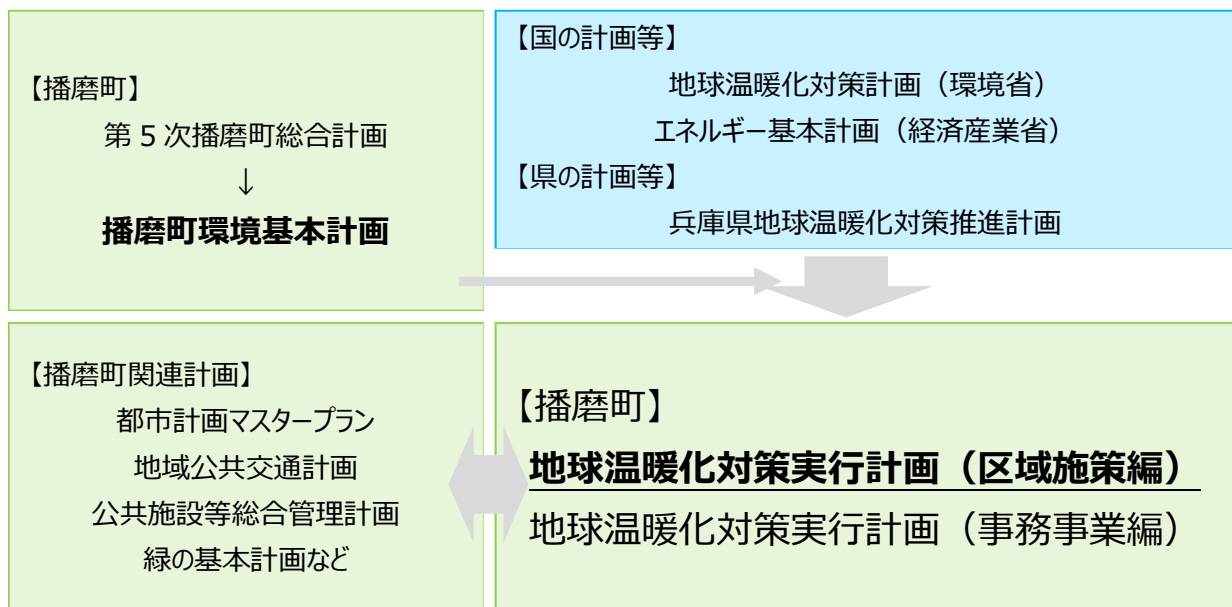 【播磨町】
第 5 次播磨町総合計画
↓
播磨町環境基本計画
【国の計画等】
地球温暖化対策計画（環境省）
エネルギー基本計画（経済産業省）
【県の計画等】
兵庫県地球温暖化対策推進計画
【播磨町関連計画】
都市計画マスタープラン
地域公共交通計画
公共施設等総合管理計画
緑の基本計画など
【播磨町】
地球温暖化対策実行計画（区域施策編）
地球温暖化対策実行計画（事務事業編）